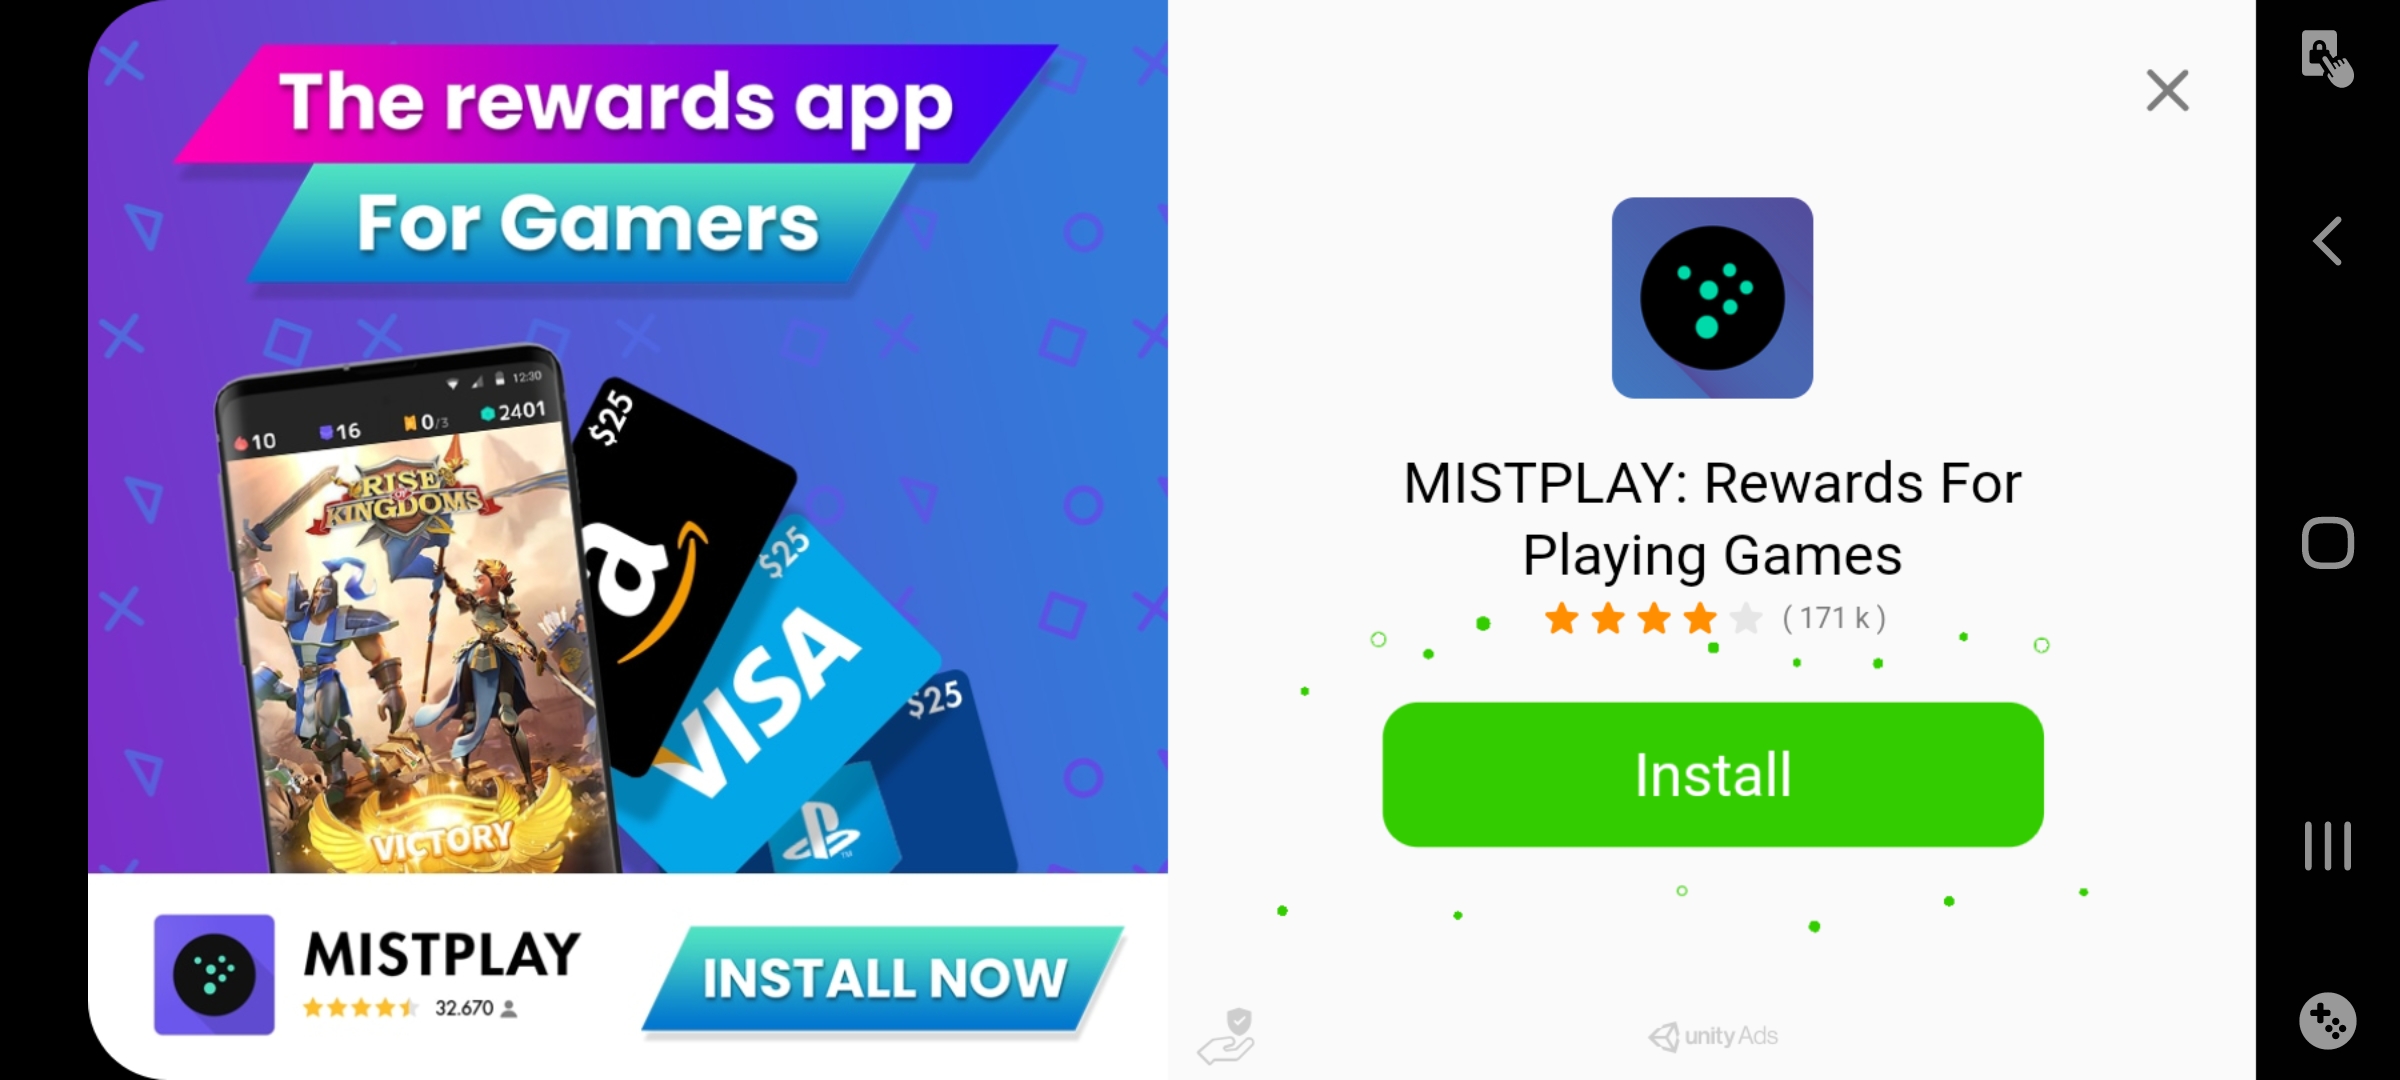 The rewards app
For Gamers
12:30
10 16 0/3 2401
RISE
OF
KINGDOMS
VICTORY
$25
a
$25
VISA
$25
TM
MISTPLAY
32.670
INSTALL NOW
MISTPLAY: Rewards For
Playing Games
( 171 k )
Install
unity Ads